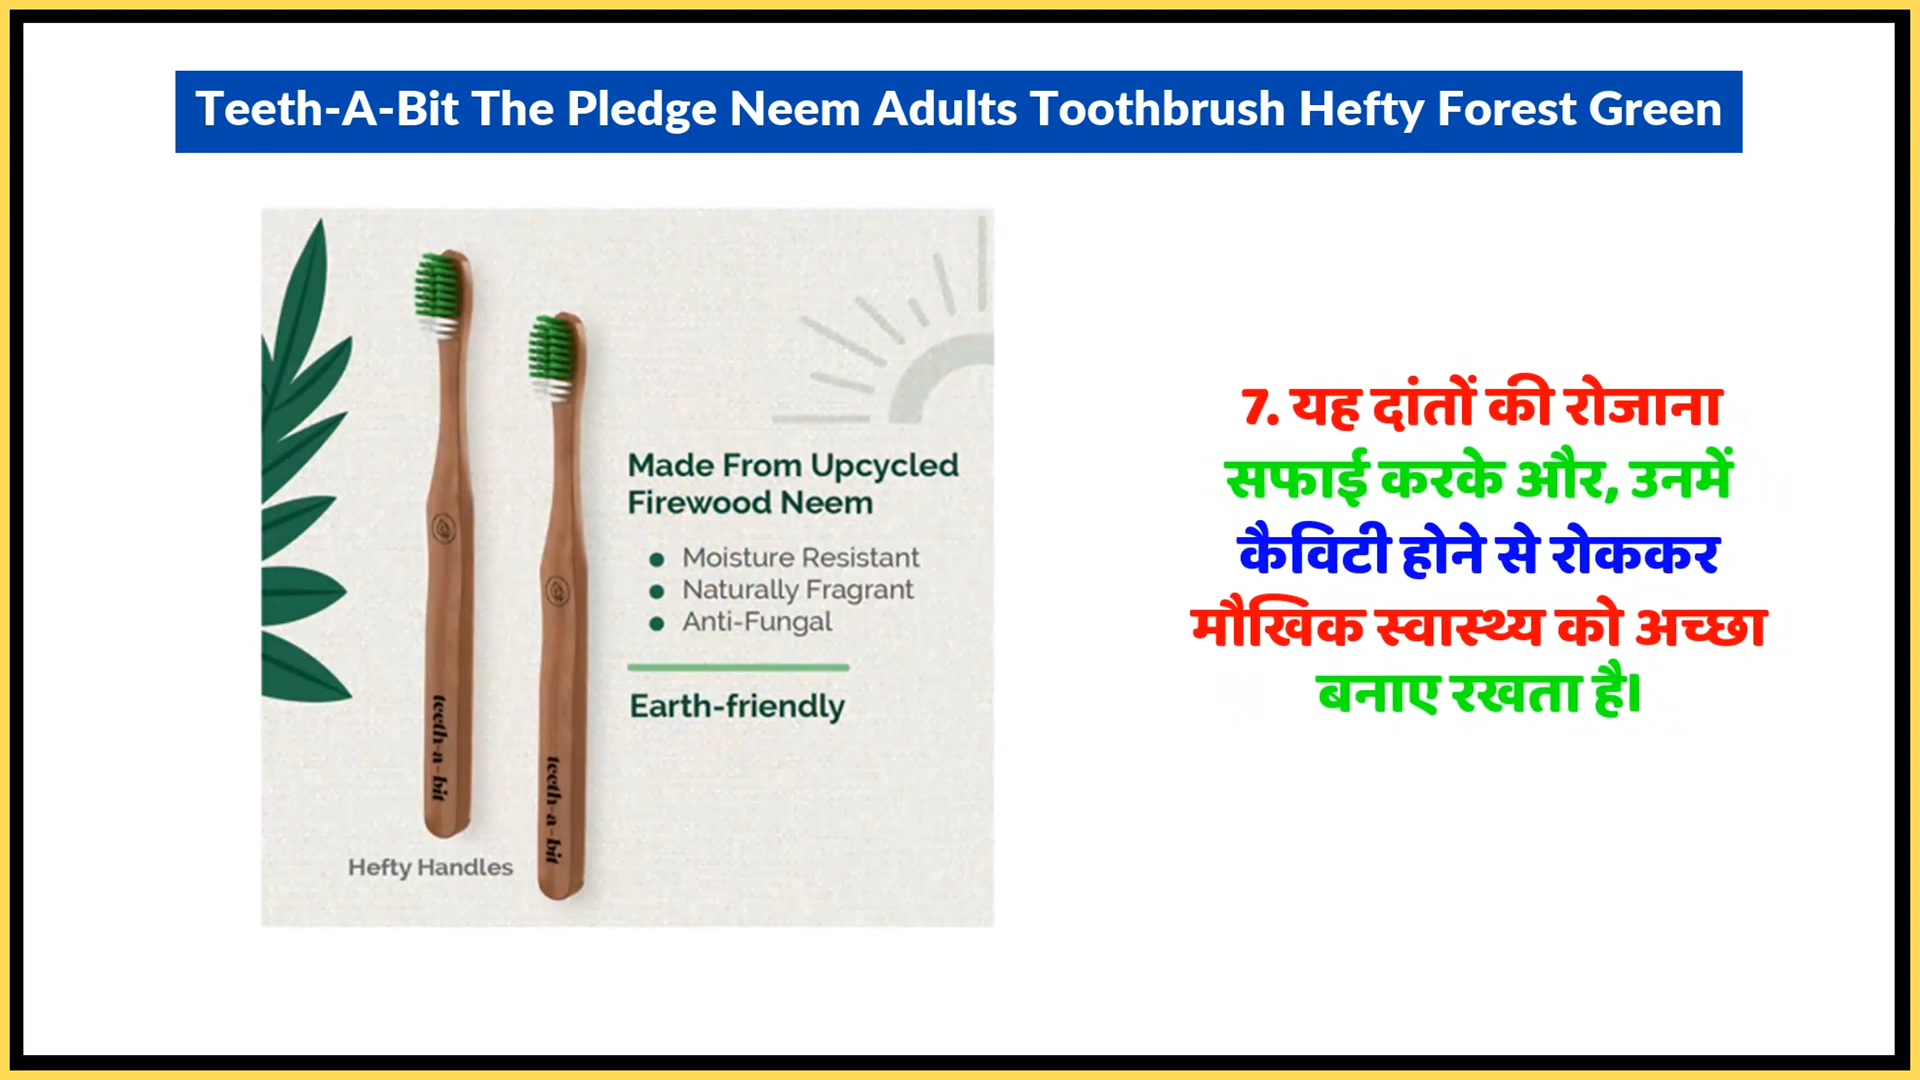 Teeth-A-Bit The Pledge Neem Adults Toothbrush Hefty Forest Green
Made From Upcycled
Firewood Neem
Moisture Resistant
Naturally Fragrant
Anti-Fungal
Earth-friendly
teeth-a-bit
teeth-a-bit
Hefty Handles
7. यह दांतों की रोजाना
सफाई करके और, उनमें
कैविटी होने से रोककर
मौखिक स्वास्थ्य को अच्छा
बनाए रखता है।